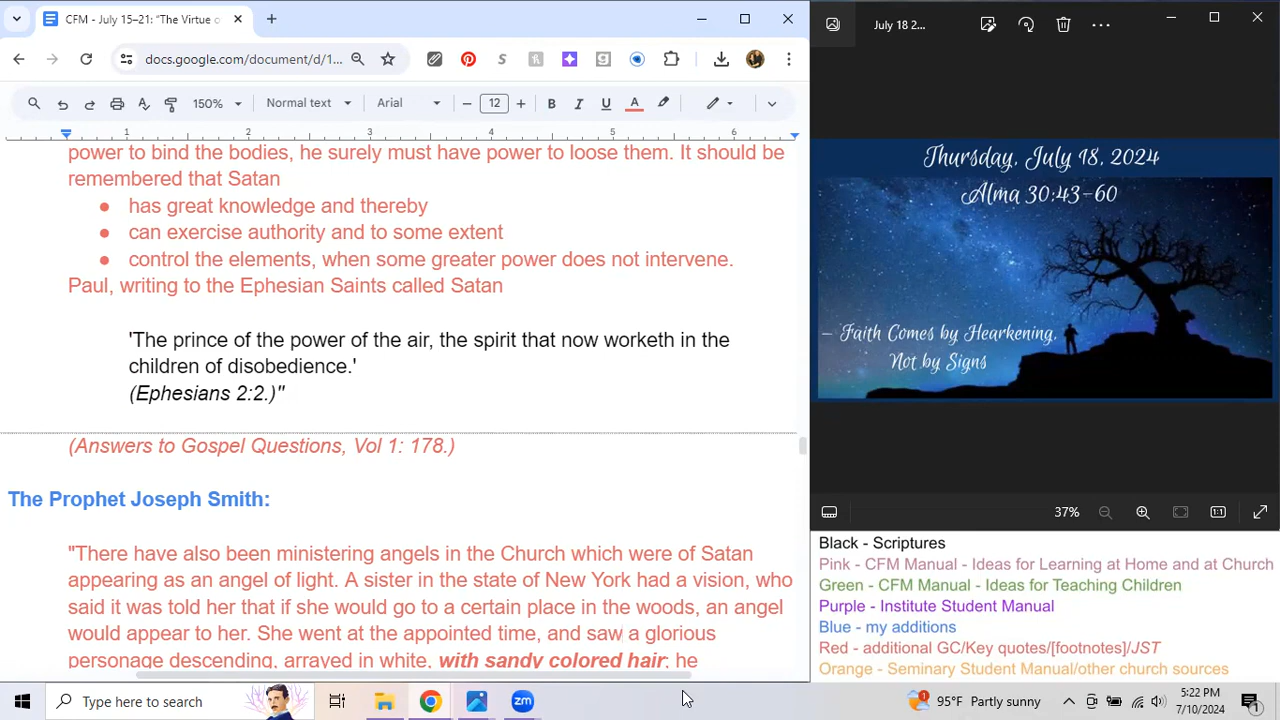 CFM - July 15–21: “The Virtue o
docs.google.com/document/d/1...
150%
Normal text
Arial
12
B
I
U
A
1
2
3
4
5
6
power to bind the bodies, he surely must have power to loose them. It should be
remembered that Satan
● has great knowledge and thereby
● can exercise authority and to some extent
● control the elements, when some greater power does not intervene.
Paul, writing to the Ephesian Saints called Satan
'The prince of the power of the air, the spirit that now worketh in the
children of disobedience.'
(Ephesians 2:2.)"
(Answers to Gospel Questions, Vol 1: 178.)
The Prophet Joseph Smith:
"There have also been ministering angels in the Church which were of Satan
appearing as an angel of light. A sister in the state of New York had a vision, who
said it was told her that if she would go to a certain place in the woods, an angel
would appear to her. She went at the appointed time, and saw a glorious
personage descending, arrayed in white, with sandy colored hair; he
July 18 2...
Thursday, July 18, 2024
Alma 30:43–60
– Faith Comes by Hearkening,
Not by Signs
37%
1:1
Black - Scriptures
Pink - CFM Manual - Ideas for Learning at Home and at Church
Green - CFM Manual - Ideas for Teaching Children
Purple - Institute Student Manual
Blue - my additions
Red - additional GC/Key quotes/[footnotes]/JST
Orange - Seminary Student Manual/other church sources
Type here to search
zm
1
95°F Partly sunny
5:22 PM
7/10/2024
1